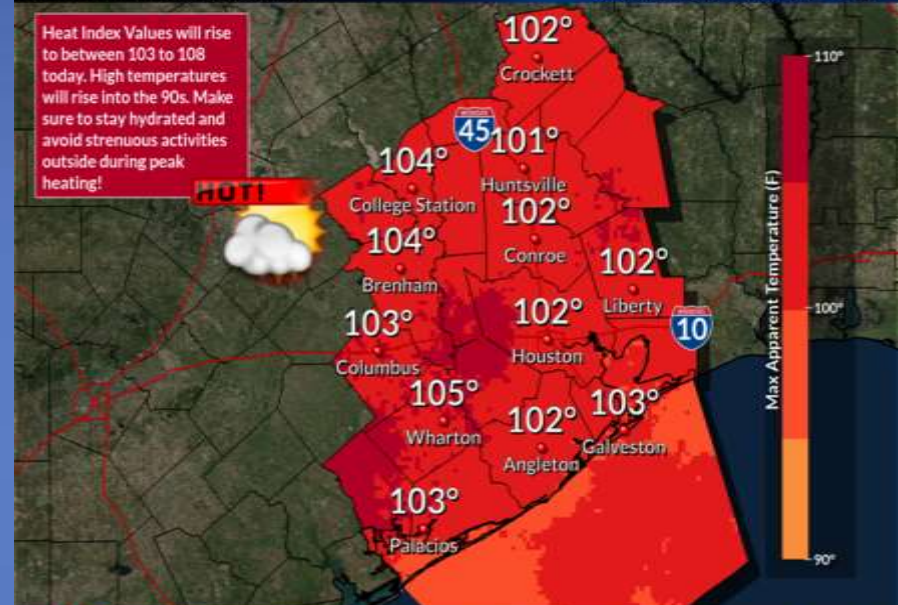 Heat Index Values will rise
to between 103 to 108
today. High temperatures
will rise into the 90s. Make
sure to stay hydrated and
avoid strenuous activities
outside during peak
heating!
HOT!
102°
Crockett
45
101°
Huntsville
104°
College Station
102°
Conroe
104°
Brenham
102°
Liberty
10
103°
Columbus
102°
Houston
105°
Wharton
102°
Angleton
103°
Galveston
103°
Palacios
110°
100°
90°
Max Apparent Temperature (F)